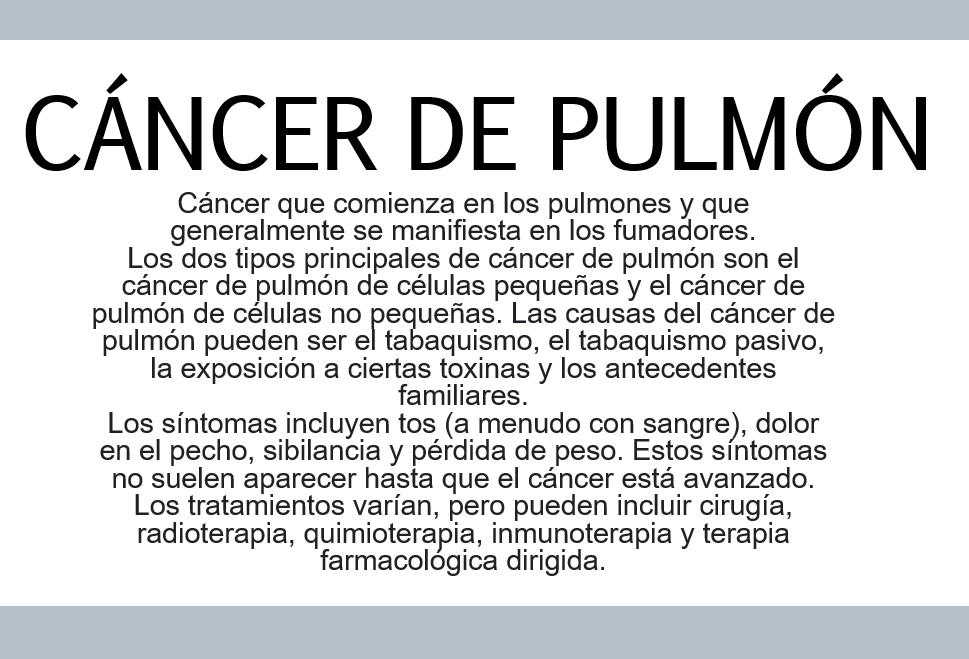 CÁNCER DE PULMÓN
Cáncer que comienza en los pulmones y que
generalmente se manifiesta en los fumadores.
Los dos tipos principales de cáncer de pulmón son el
cáncer de pulmón de células pequeñas y el cáncer de
pulmón de células no pequeñas. Las causas del cáncer de
pulmón pueden ser el tabaquismo, el tabaquismo pasivo,
la exposición a ciertas toxinas y los antecedentes
familiares.
Los síntomas incluyen tos (a menudo con sangre), dolor
en el pecho, sibilancia y pérdida de peso. Estos síntomas
no suelen aparecer hasta que el cáncer está avanzado.
Los tratamientos varían, pero pueden incluir cirugía,
radioterapia, quimioterapia, inmunoterapia y terapia
farmacológica dirigida.